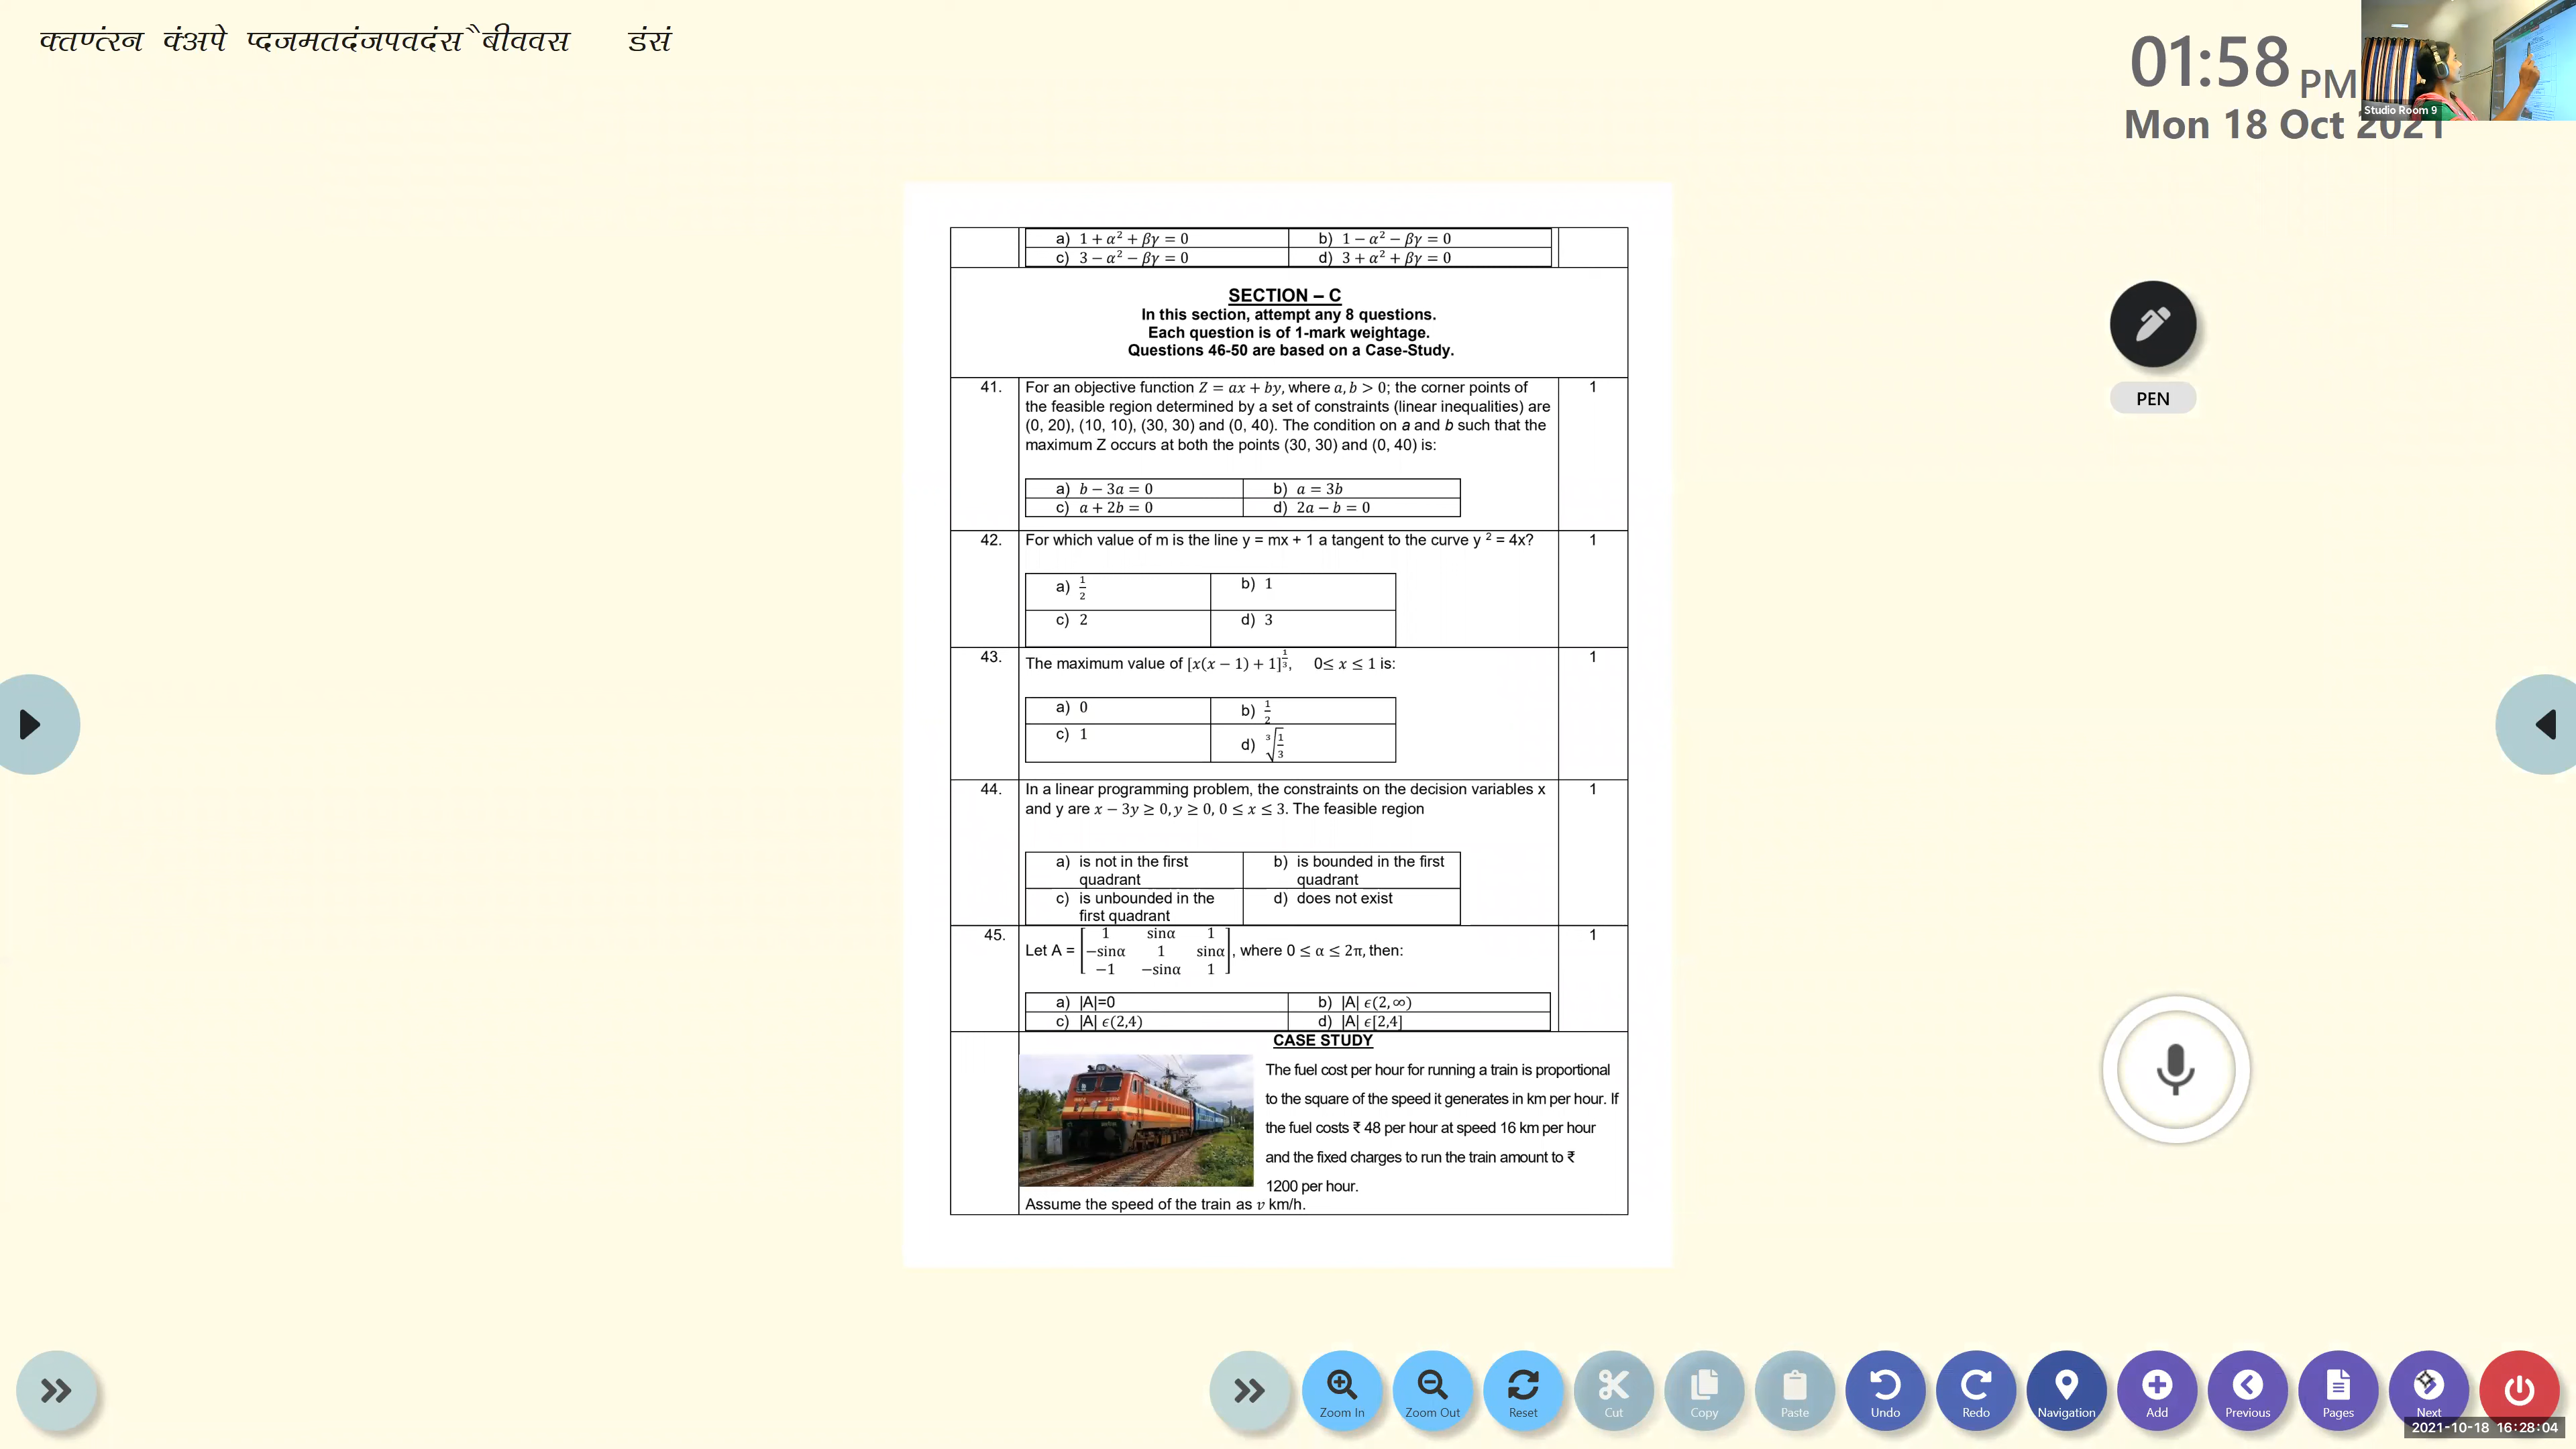 क्तण्त्ंरन क्ंअपे प्दजमतदंजपवदंस ैबीववस डंसं
01:58 PM
Mon 18 Oct 2021
Studio Room 9
a) 1 + α² + βγ = 0 b) 1 − α² − βγ = 0
c) 3 − α² − βγ = 0 d) 3 + α² + βγ = 0
SECTION – C
In this section, attempt any 8 questions.
Each question is of 1-mark weightage.
Questions 46-50 are based on a Case-Study.
41. For an objective function Z = ax + by, where a, b > 0; the corner points of 1
the feasible region determined by a set of constraints (linear inequalities) are
(0, 20), (10, 10), (30, 30) and (0, 40). The condition on a and b such that the
maximum Z occurs at both the points (30, 30) and (0, 40) is:
a) b − 3a = 0 b) a = 3b
c) a + 2b = 0 d) 2a − b = 0
42. For which value of m is the line y = mx + 1 a tangent to the curve y ² = 4x? 1
a) 1/2 b) 1
c) 2 d) 3
43. The maximum value of [x(x − 1) + 1]^(1/3), 0≤ x ≤ 1 is: 1
a) 0 b) 1/2
c) 1 d) ∛(1/3)
44. In a linear programming problem, the constraints on the decision variables x 1
and y are x − 3y ≥ 0, y ≥ 0, 0 ≤ x ≤ 3. The feasible region
a) is not in the first b) is bounded in the first
quadrant quadrant
c) is unbounded in the d) does not exist
first quadrant
45. 1
1 sinα 1
Let A = [−sinα 1 sinα], where 0 ≤ α ≤ 2π, then:
−1 −sinα 1
a) |A|=0 b) |A| ϵ(2, ∞)
c) |A| ϵ(2,4) d) |A| ϵ[2,4]
CASE STUDY
The fuel cost per hour for running a train is proportional
to the square of the speed it generates in km per hour. If
the fuel costs ₹ 48 per hour at speed 16 km per hour
and the fixed charges to run the train amount to ₹
1200 per hour.
Assume the speed of the train as v km/h.
PEN
Zoom In Zoom Out Reset Cut Copy Paste Undo Redo Navigation Add Previous Pages Next
2021-10-18 16:28:04